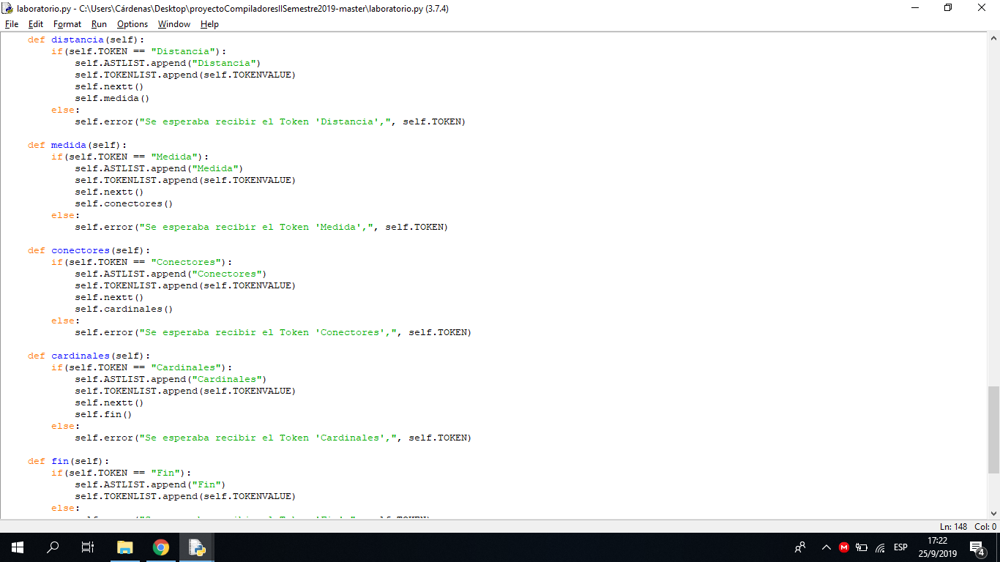 laboratorio.py - C:\Users\Cárdenas\Desktop\proyectoCompiladoresIISemestre2019-master\laboratorio.py (3.7.4)
File Edit Format Run Options Window Help
    def distancia(self):
        if(self.TOKEN == "Distancia"):
            self.ASTLIST.append("Distancia")
            self.TOKENLIST.append(self.TOKENVALUE)
            self.nextt()
            self.medida()
        else:
            self.error("Se esperaba recibir el Token 'Distancia',", self.TOKEN)
    def medida(self):
        if(self.TOKEN == "Medida"):
            self.ASTLIST.append("Medida")
            self.TOKENLIST.append(self.TOKENVALUE)
            self.nextt()
            self.conectores()
        else:
            self.error("Se esperaba recibir el Token 'Medida',", self.TOKEN)
    def conectores(self):
        if(self.TOKEN == "Conectores"):
            self.ASTLIST.append("Conectores")
            self.TOKENLIST.append(self.TOKENVALUE)
            self.nextt()
            self.cardinales()
        else:
            self.error("Se esperaba recibir el Token 'Conectores',", self.TOKEN)
    def cardinales(self):
        if(self.TOKEN == "Cardinales"):
            self.ASTLIST.append("Cardinales")
            self.TOKENLIST.append(self.TOKENVALUE)
            self.nextt()
            self.fin()
        else:
            self.error("Se esperaba recibir el Token 'Cardinales',", self.TOKEN)
    def fin(self):
        if(self.TOKEN == "Fin"):
            self.ASTLIST.append("Fin")
            self.TOKENLIST.append(self.TOKENVALUE)
        else:
Ln: 148 Col: 0
ESP
17:22
25/9/2019
4